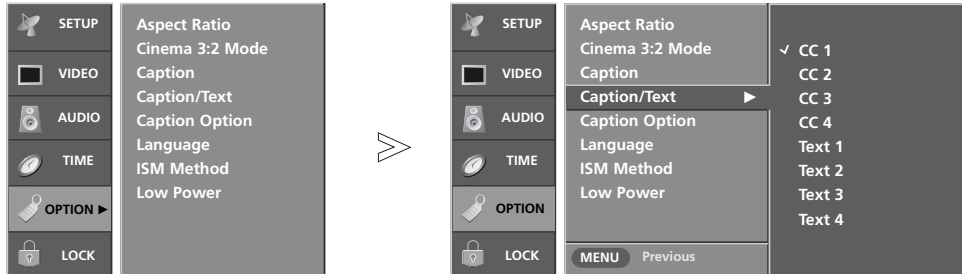 SETUP
VIDEO
AUDIO
TIME
OPTION ►
LOCK
Aspect Ratio
Cinema 3:2 Mode
Caption
Caption/Text
Caption Option
Language
ISM Method
Low Power
SETUP
VIDEO
AUDIO
TIME
OPTION
LOCK
Aspect Ratio
Cinema 3:2 Mode
Caption
Caption/Text ►
Caption Option
Language
ISM Method
Low Power
MENU Previous
✓ CC 1
CC 2
CC 3
CC 4
Text 1
Text 2
Text 3
Text 4